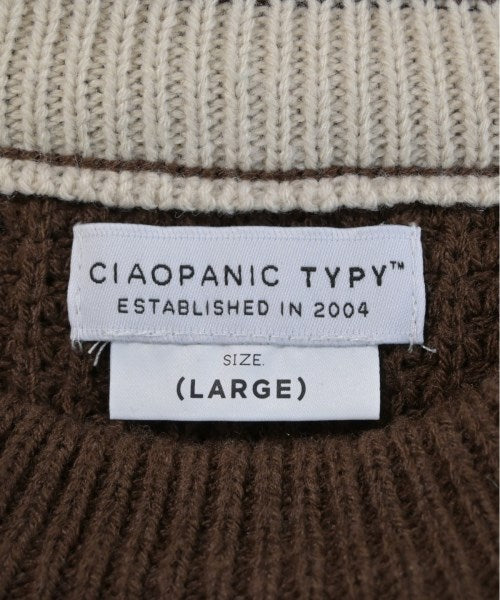 CIAOPANIC TYPY™
ESTABLISHED IN 2004
SIZE.
(LARGE)